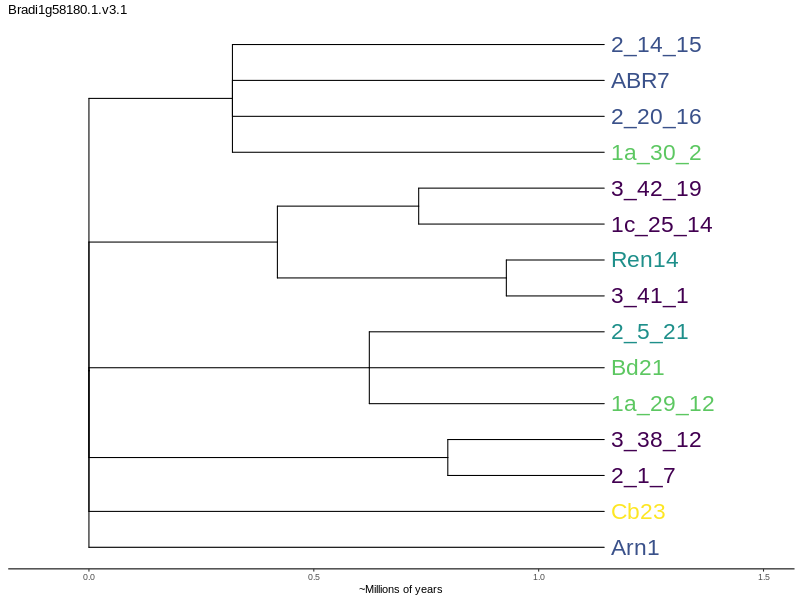 Bradi1g58180.1.v3.1
2_14_15
ABR7
2_20_16
1a_30_2
3_42_19
1c_25_14
Ren14
3_41_1
2_5_21
Bd21
1a_29_12
3_38_12
2_1_7
Cb23
Arn1
0.0 0.5 1.0 1.5
~Millions of years